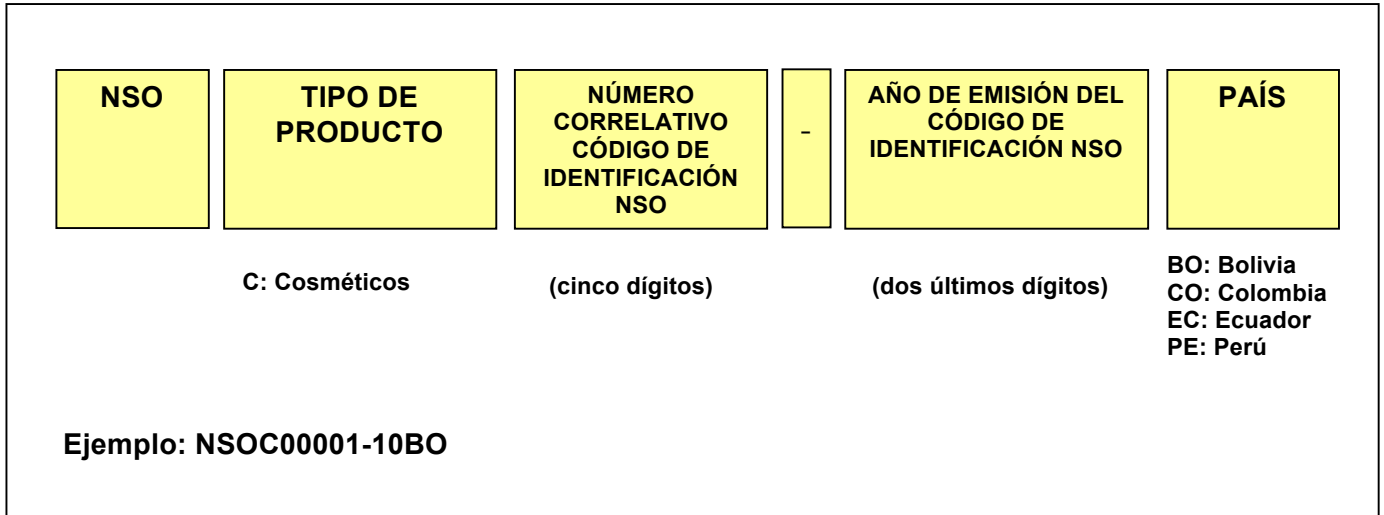 NSO
TIPO DE
PRODUCTO
NÚMERO
CORRELATIVO
CÓDIGO DE
IDENTIFICACIÓN
NSO
-
AÑO DE EMISIÓN DEL
CÓDIGO DE
IDENTIFICACIÓN NSO
PAÍS
C: Cosméticos
(cinco dígitos)
(dos últimos dígitos)
BO: Bolivia
CO: Colombia
EC: Ecuador
PE: Perú
Ejemplo: NSOC00001-10BO